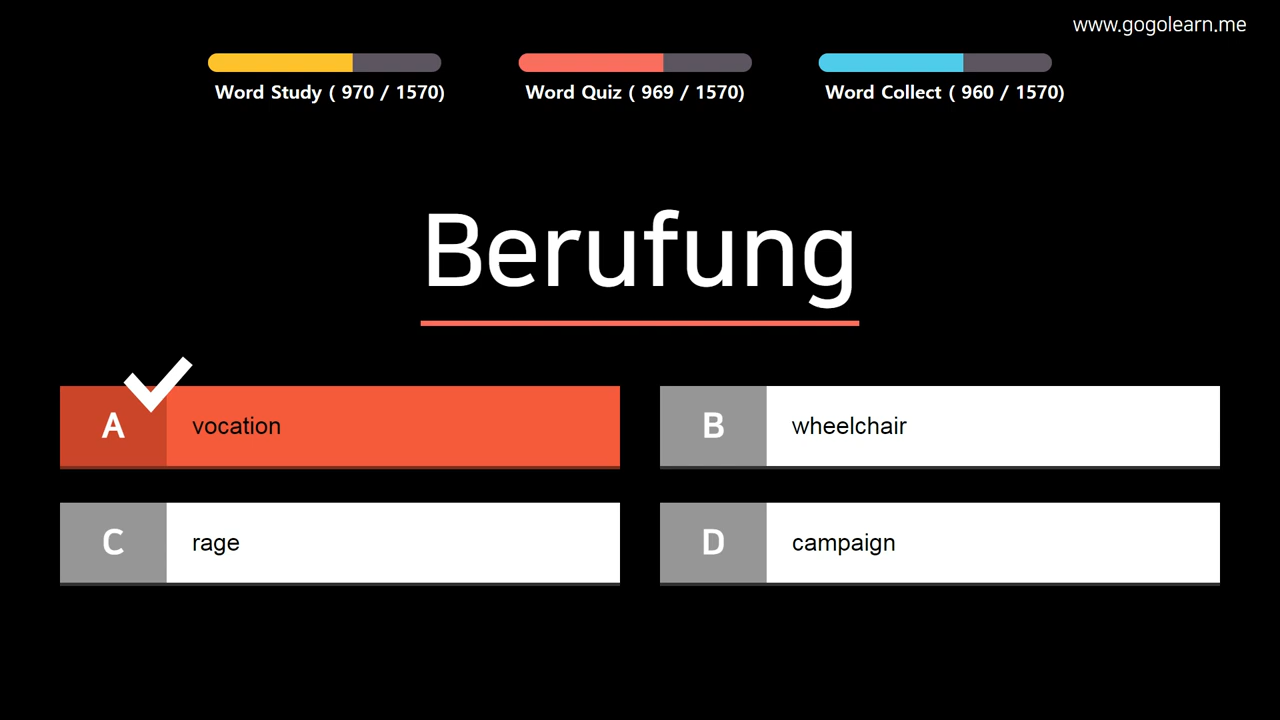 www.gogolearn.me
Word Study ( 970 / 1570)
Word Quiz ( 969 / 1570)
Word Collect ( 960 / 1570)
Berufung
A vocation
B wheelchair
C rage
D campaign